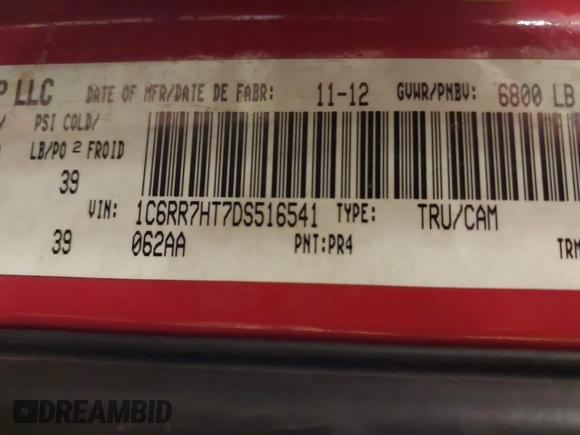 P LLC DATE OF MFR/DATE DE FABR: 11-12 GVWR/PNBV: 6800 LB
PSI COLD/
LB/PO 2 FROID
39
VIN: 1C6RR7HT7DS516541 TYPE: TRU/CAM
39 062AA PNT:PR4 TRM
DREAMBID